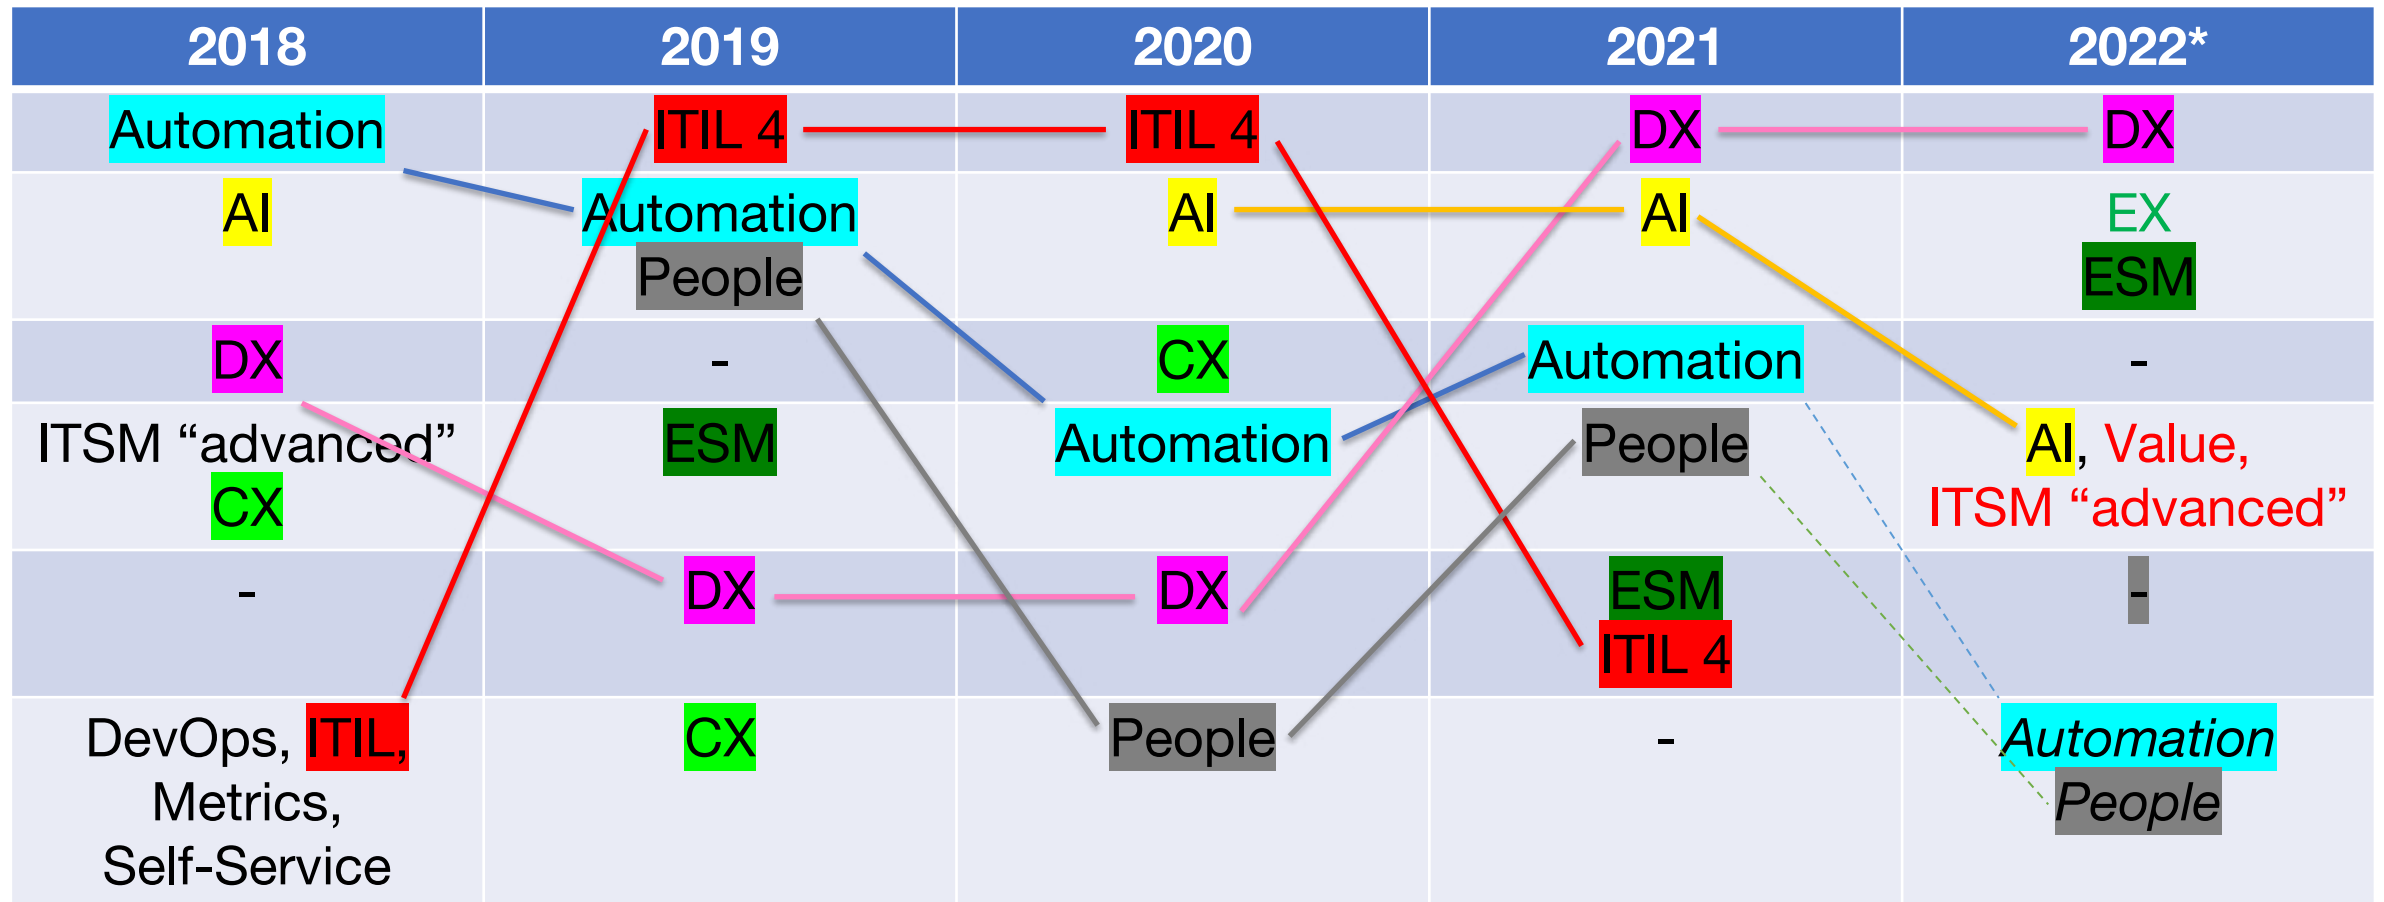 2018 2019 2020 2021 2022*
Automation ITIL 4 ITIL 4 DX DX
AI Automation AI AI EX
People ESM
DX - CX Automation -
ITSM “advanced” ESM Automation People AI, Value,
CX ITSM “advanced”
- DX DX ESM -
ITIL 4
DevOps, ITIL, CX People - Automation
Metrics, People
Self-Service